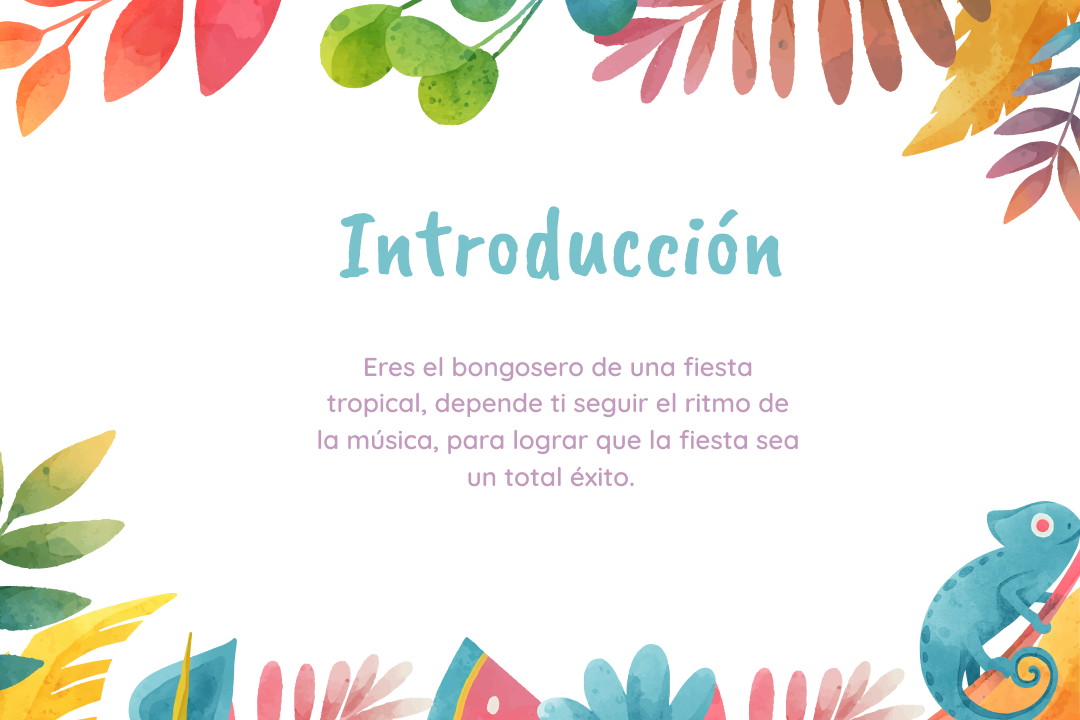 Introducción
Eres el bongosero de una fiesta
tropical, depende ti seguir el ritmo de
la música, para lograr que la fiesta sea
un total éxito.